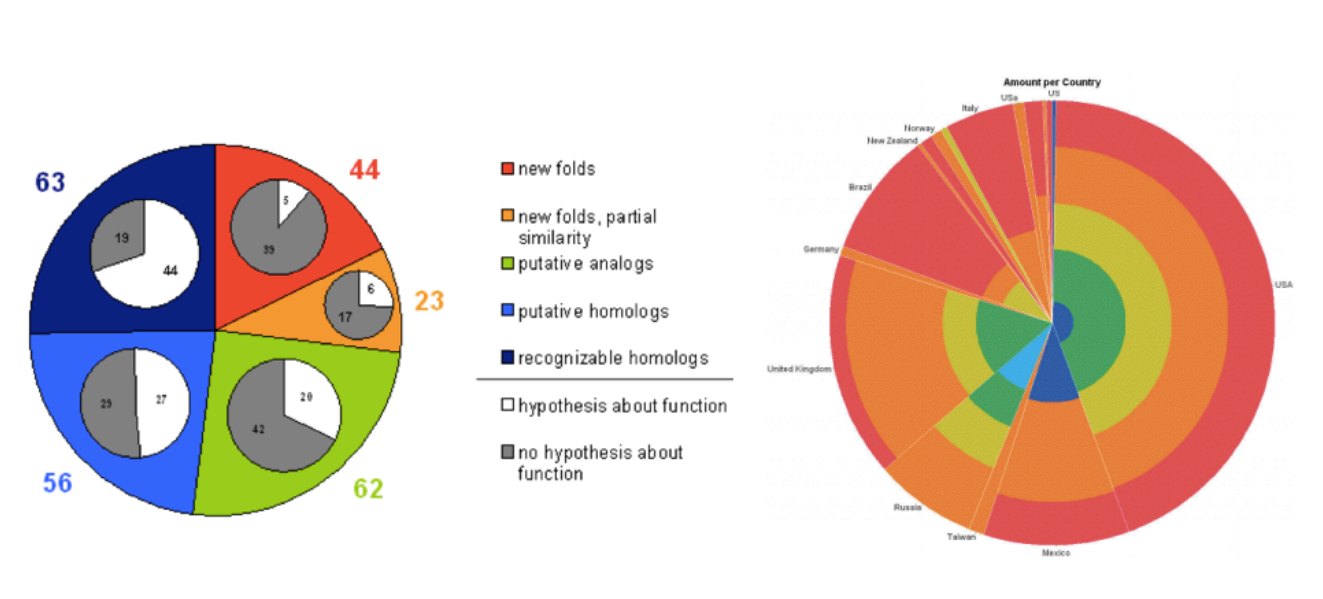 63
44
19
44
5
39
6
17
23
29
27
20
42
56
62
new folds
new folds, partial
similarity
putative analogs
putative homologs
recognizable homologs
hypothesis about function
no hypothesis about
function
Amount per Country
US
USa
Italy
Norway
New Zealand
Brazil
Germany
USA
United Kingdom
Russia
Taiwan
Mexico